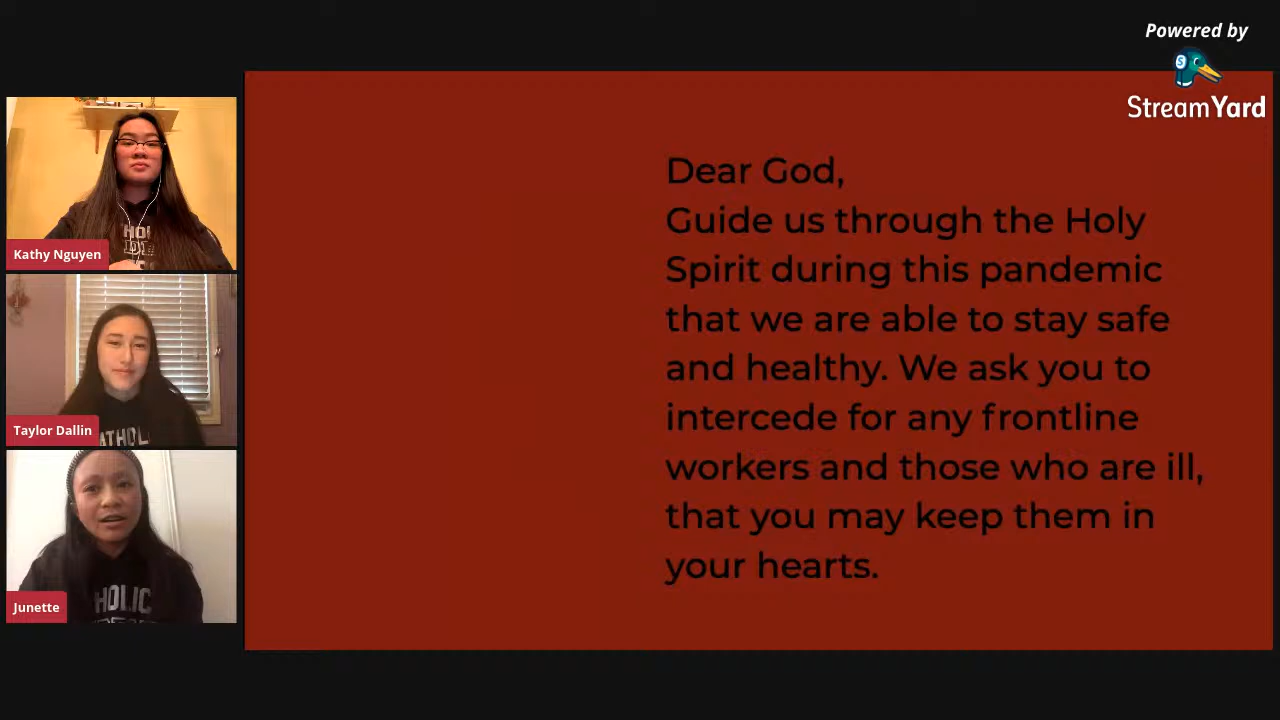 Powered by
StreamYard
Kathy Nguyen
Taylor Dallin
ATHOL
Junette
HOLIC
Dear God,
Guide us through the Holy
Spirit during this pandemic
that we are able to stay safe
and healthy. We ask you to
intercede for any frontline
workers and those who are ill,
that you may keep them in
your hearts.